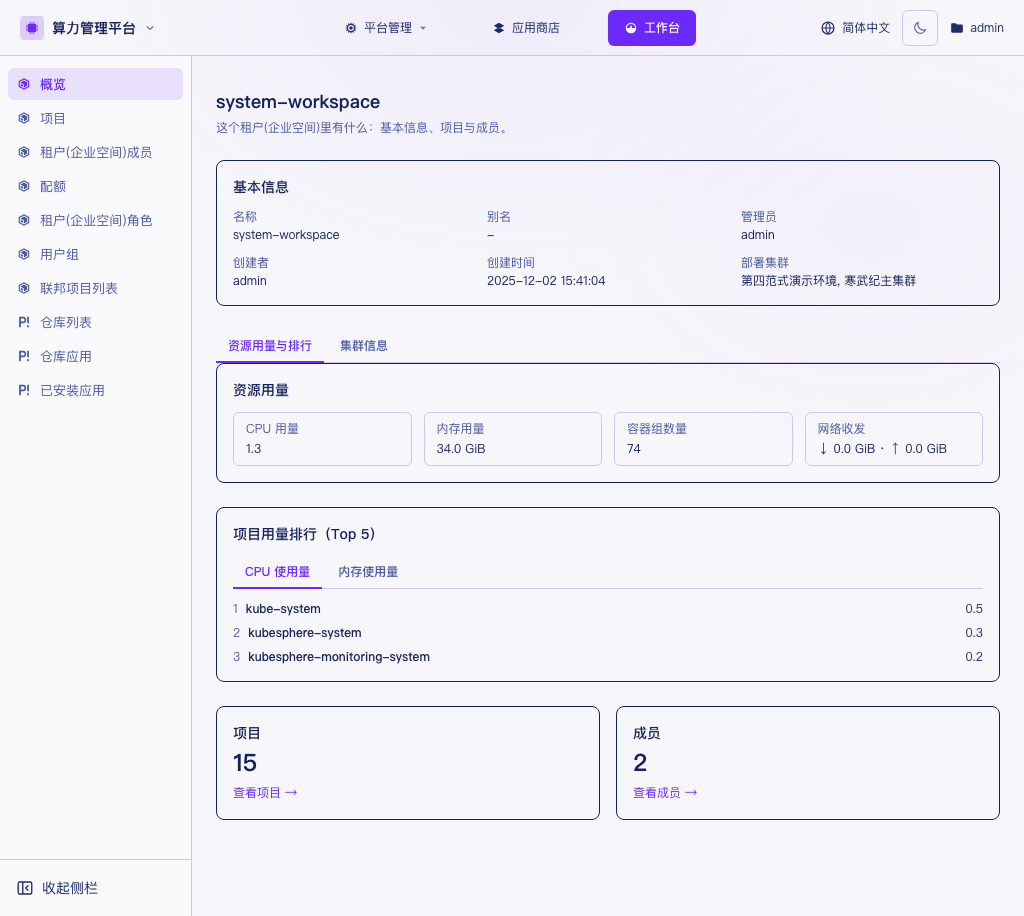 算力管理平台
平台管理
应用商店
工作台
简体中文
admin
概览
项目
租户(企业空间)成员
配额
租户(企业空间)角色
用户组
联邦项目列表
P! 仓库列表
P! 仓库应用
P! 已安装应用
收起侧栏
system-workspace
这个租户(企业空间)里有什么：基本信息、项目与成员。
基本信息
名称 别名 管理员
system-workspace – admin
创建者 创建时间 部署集群
admin 2025-12-02 15:41:04 第四范式演示环境, 寒武纪主集群
资源用量与排行 集群信息
资源用量
CPU 用量 内存用量 容器组数量 网络收发
1.3 34.0 GiB 74 ↓ 0.0 GiB · ↑ 0.0 GiB
项目用量排行（Top 5）
CPU 使用量 内存使用量
1 kube-system 0.5
2 kubesphere-system 0.3
3 kubesphere-monitoring-system 0.2
项目 成员
15 2
查看项目 → 查看成员 →